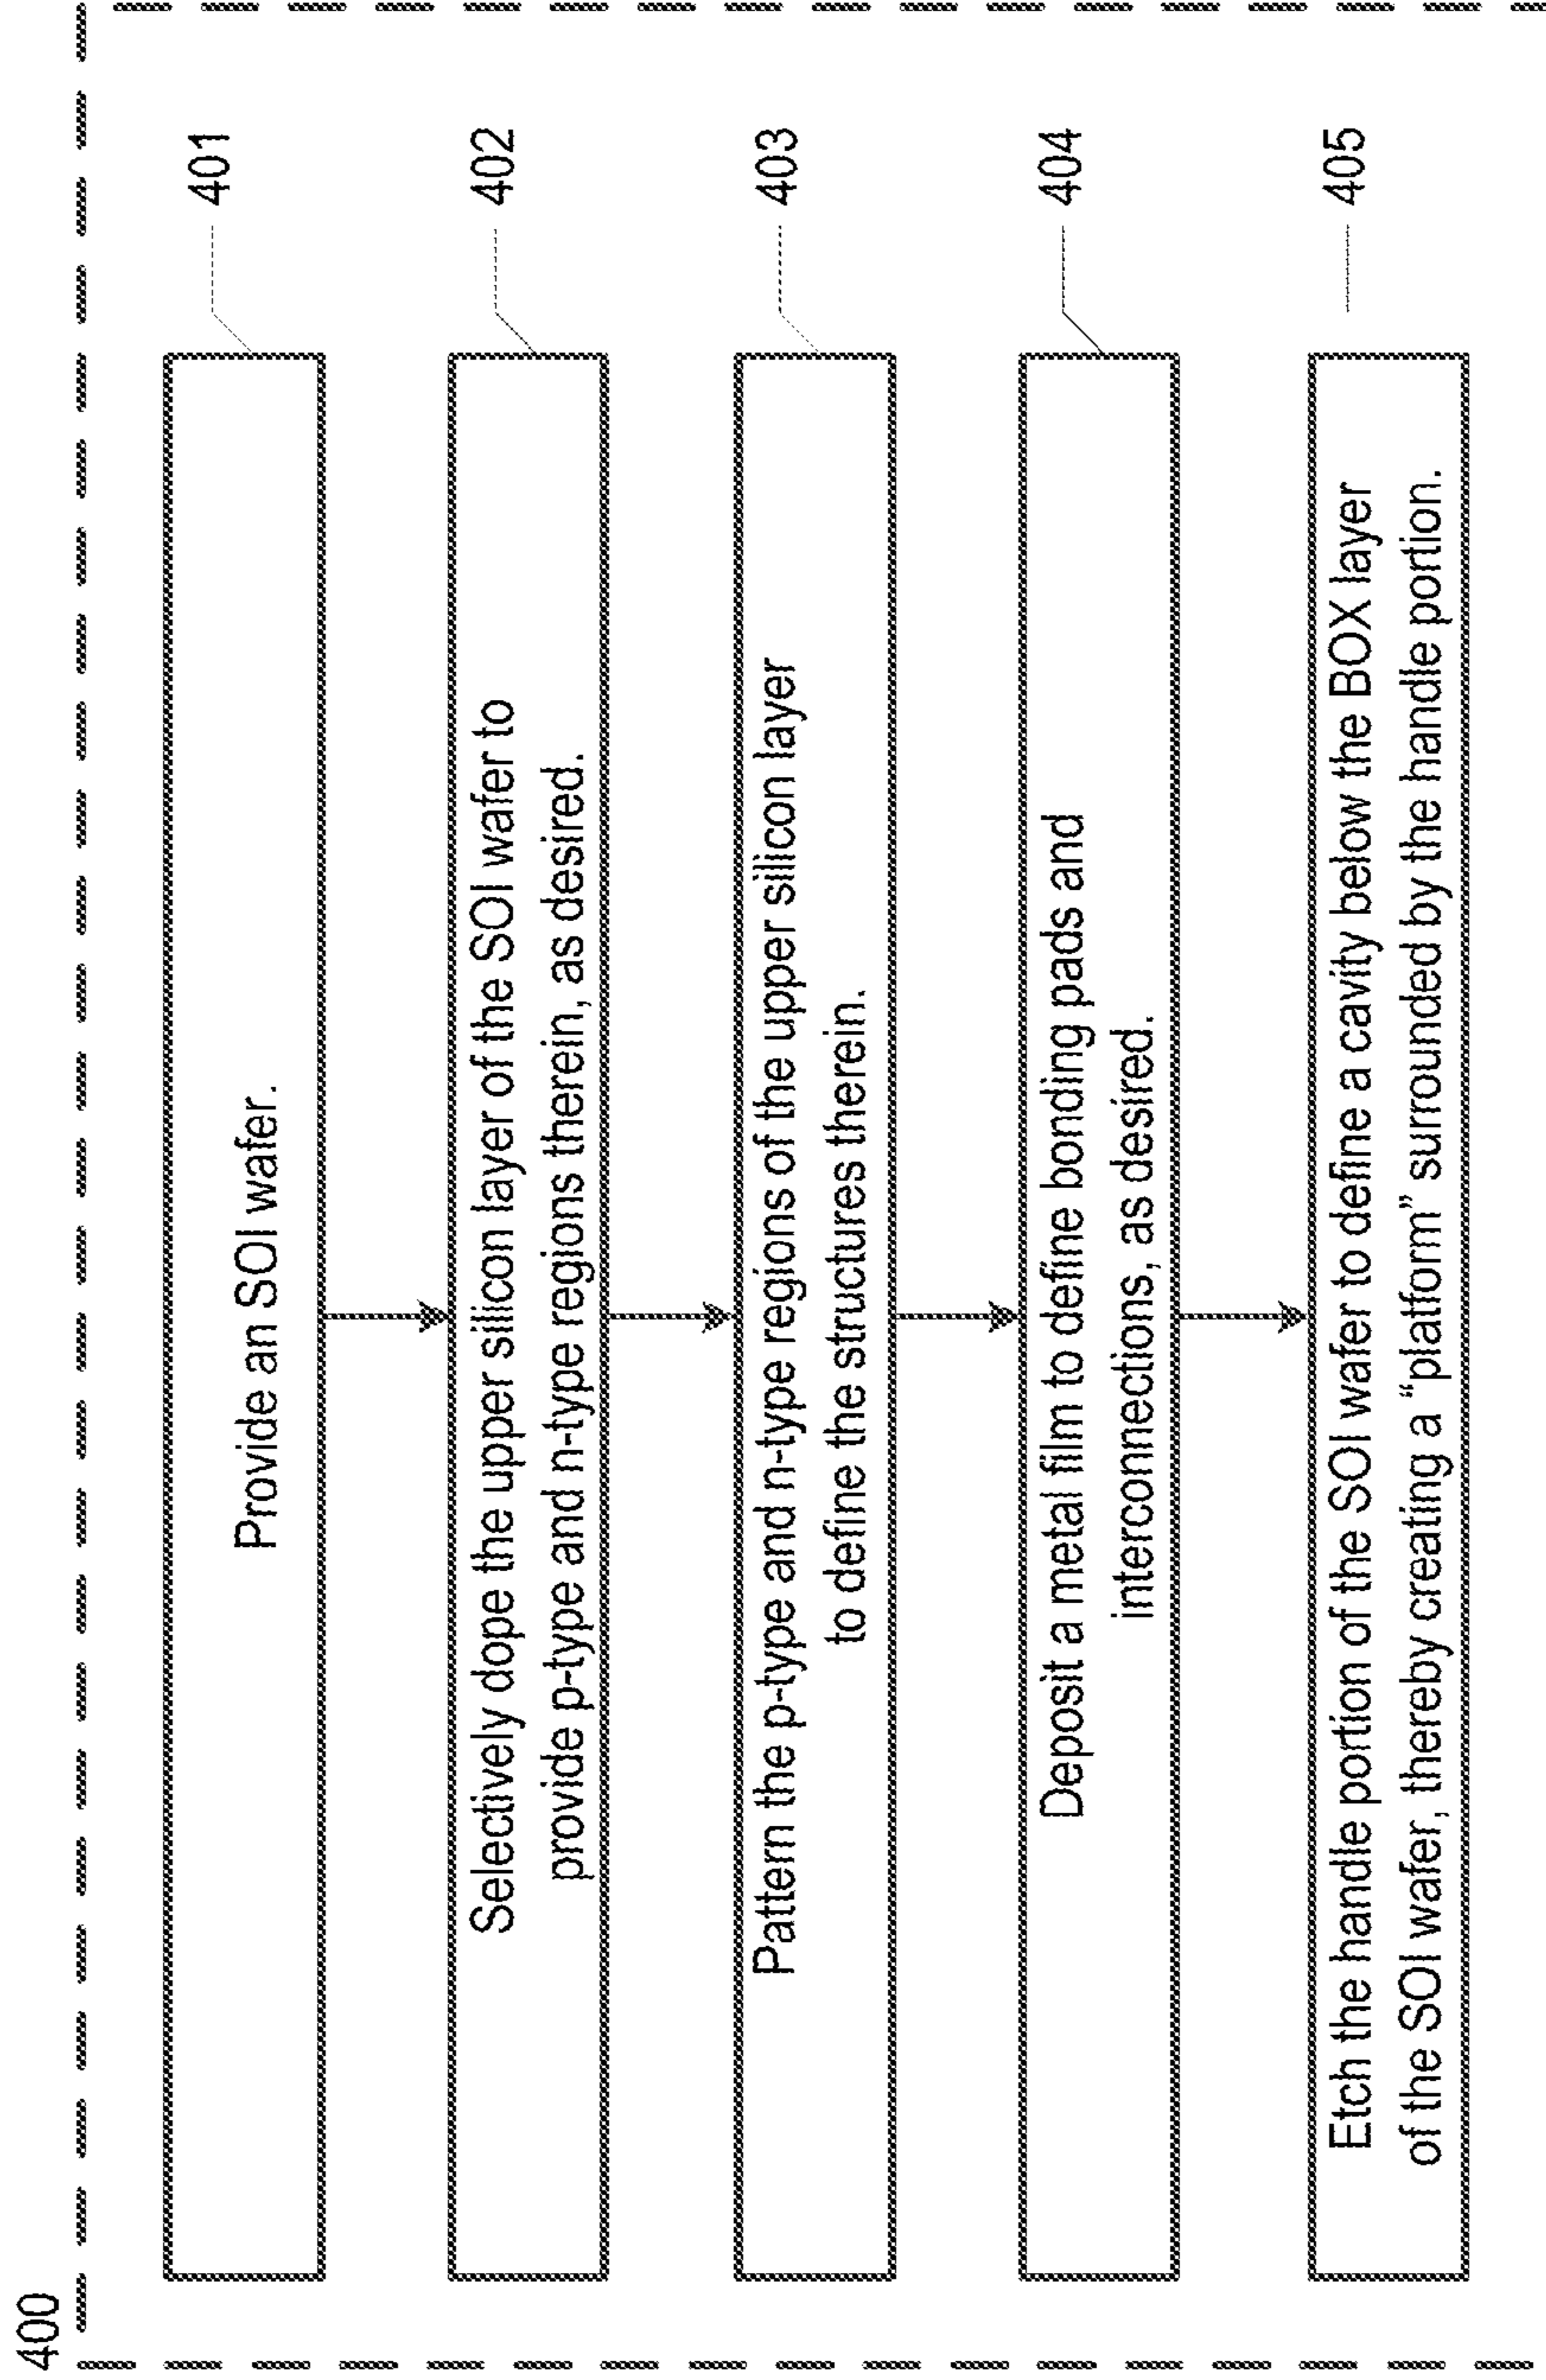 400
Provide an SOI wafer.
401
Selectively dope the upper silicon layer of the SOI wafer to
provide p-type and n-type regions therein, as desired.
402
Pattern the p-type and n-type regions of the upper silicon layer
to define the structures therein.
403
Deposit a metal film to define bonding pads and
interconnections, as desired.
404
Etch the handle portion of the SOI wafer to define a cavity below the BOX layer
of the SOI wafer, thereby creating a “platform” surrounded by the handle portion.
405